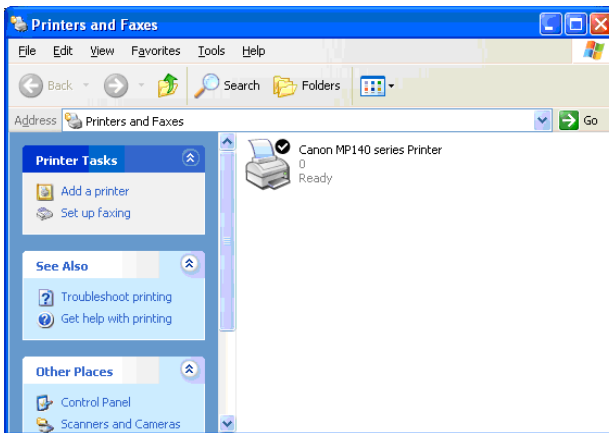 Printers and Faxes
File Edit View Favorites Tools Help
Back Search Folders
Address Printers and Faxes Go
Printer Tasks
Add a printer
Set up faxing
See Also
Troubleshoot printing
Get help with printing
Other Places
Control Panel
Scanners and Cameras
Canon MP140 series Printer
0
Ready